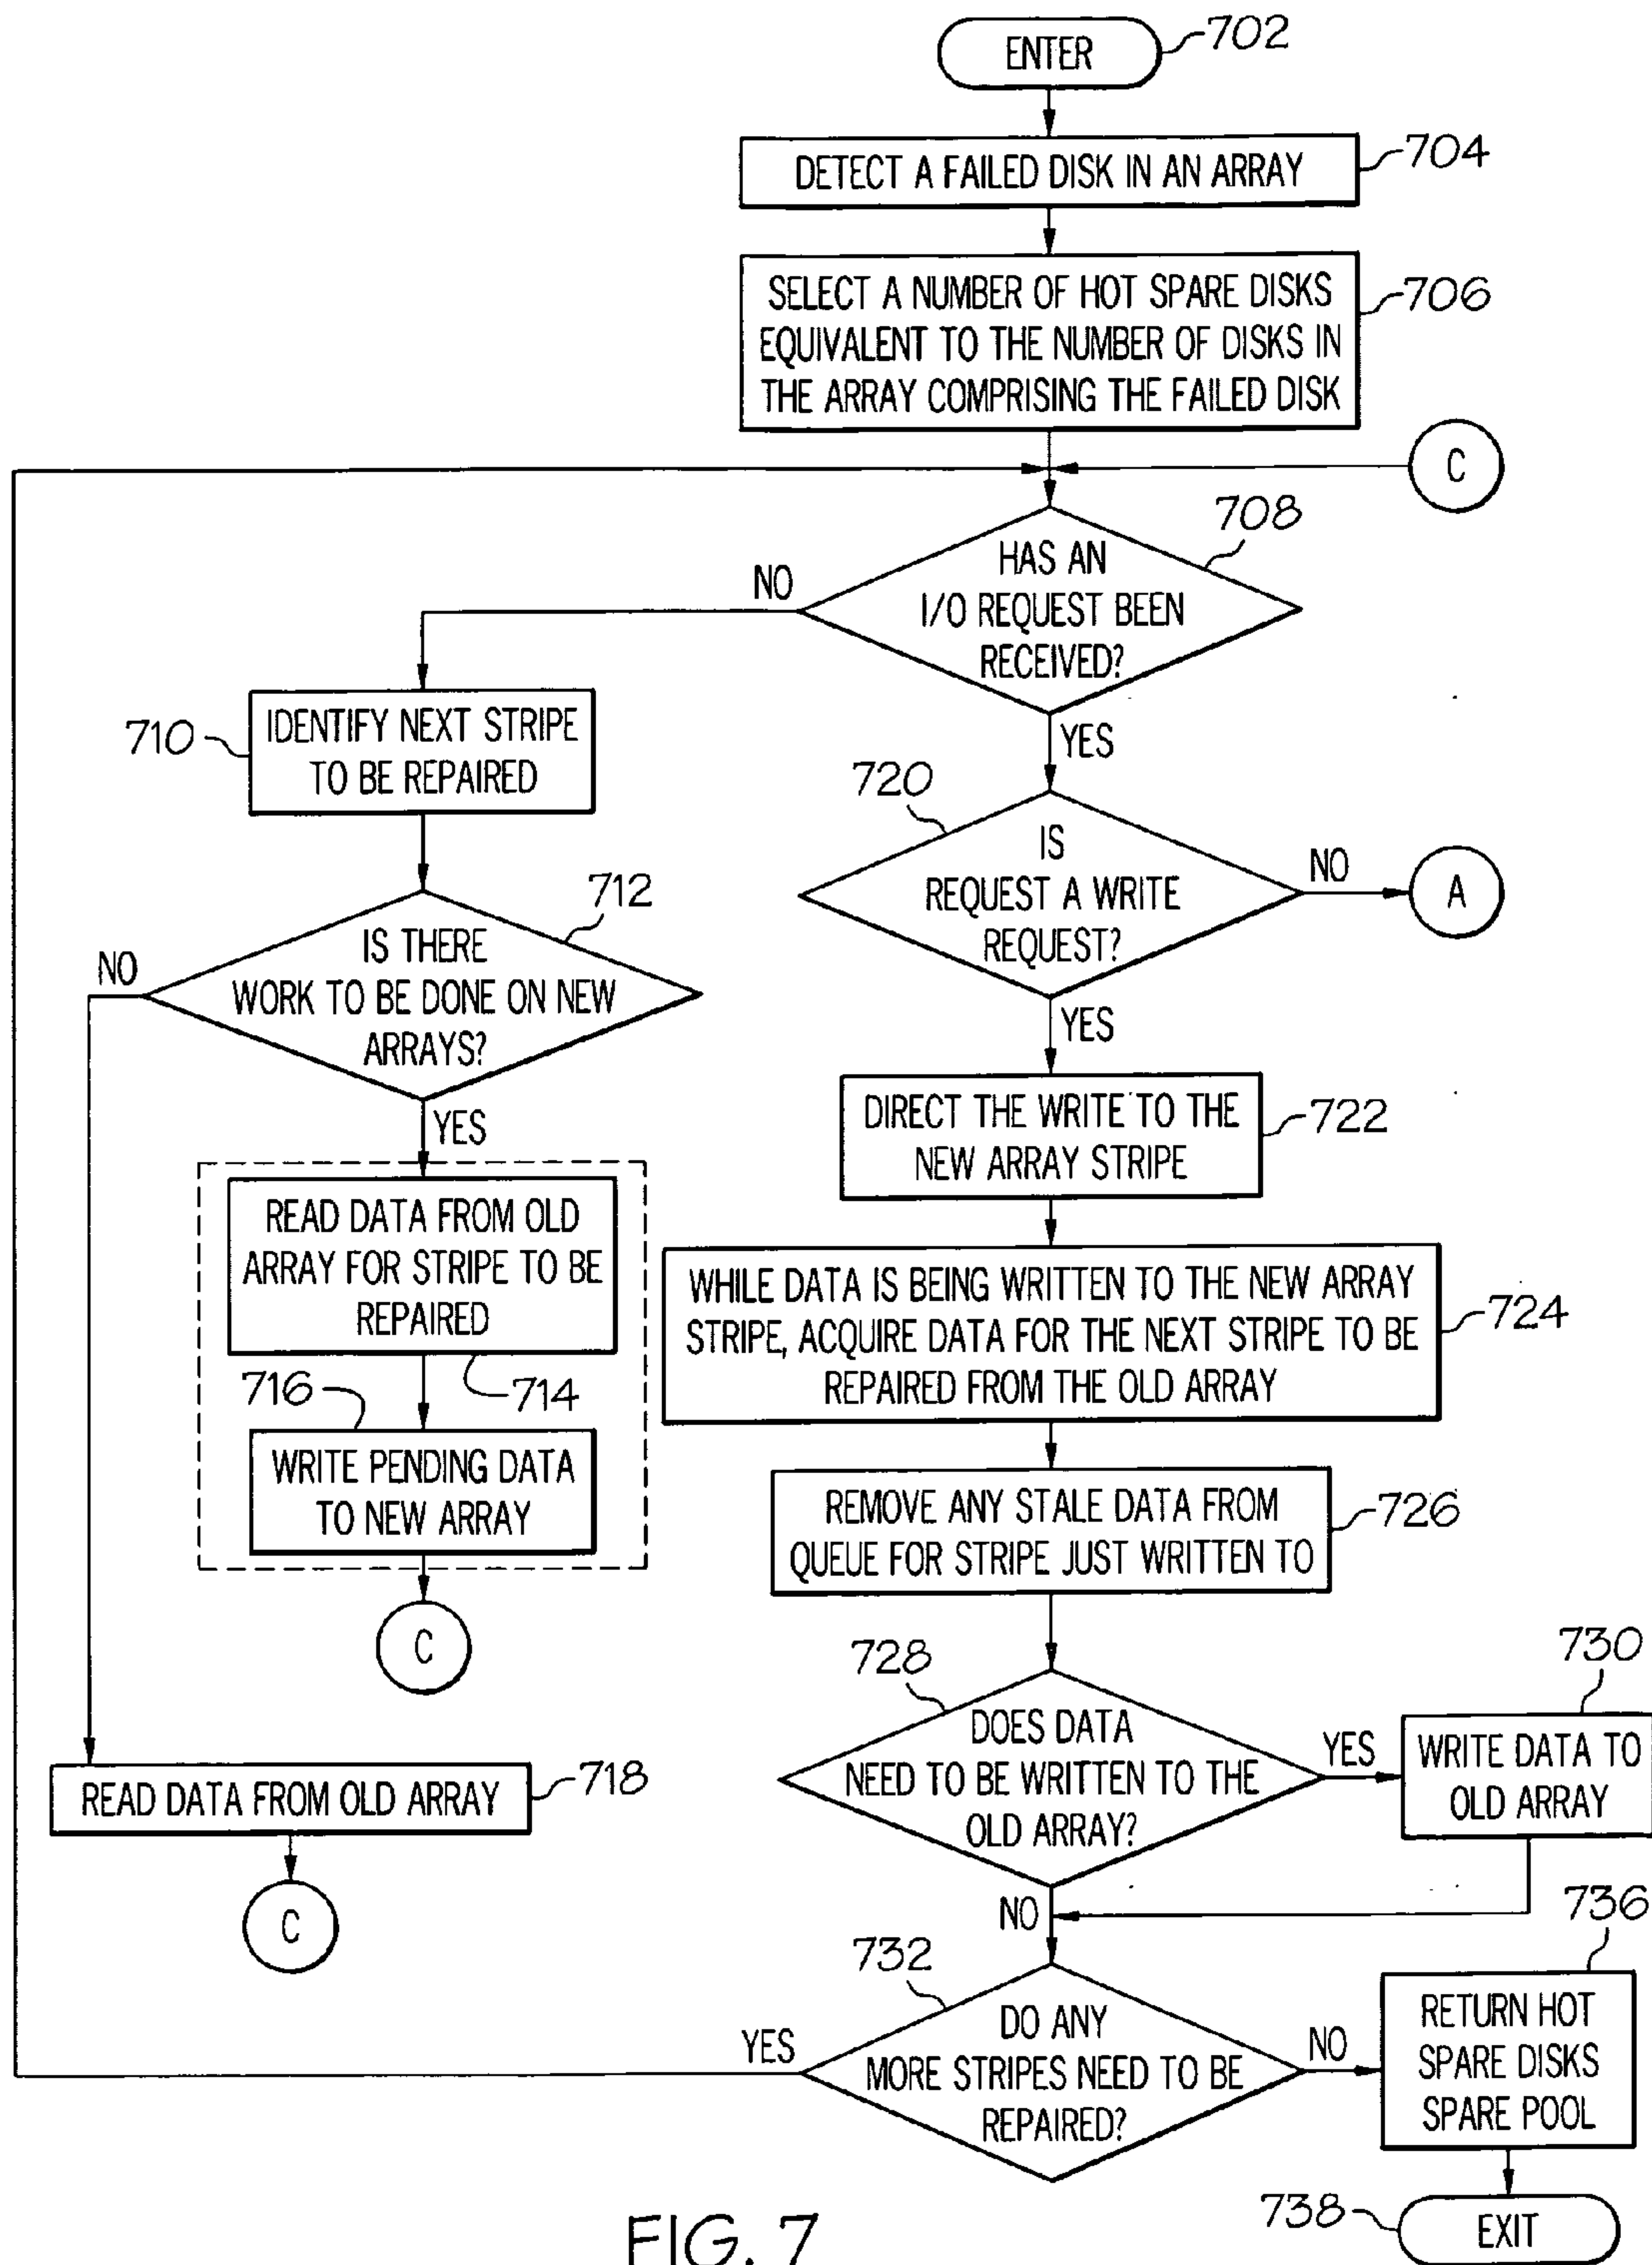 ENTER
702
DETECT A FAILED DISK IN AN ARRAY
704
SELECT A NUMBER OF HOT SPARE DISKS
EQUIVALENT TO THE NUMBER OF DISKS IN
THE ARRAY COMPRISING THE FAILED DISK
706
C
708
HAS AN
I/O REQUEST BEEN
RECEIVED?
NO
YES
710
IDENTIFY NEXT STRIPE
TO BE REPAIRED
720
IS
REQUEST A WRITE
REQUEST?
NO
A
YES
712
IS THERE
WORK TO BE DONE ON NEW
ARRAYS?
NO
YES
722
DIRECT THE WRITE TO THE
NEW ARRAY STRIPE
READ DATA FROM OLD
ARRAY FOR STRIPE TO BE
REPAIRED
714
716
WRITE PENDING DATA
TO NEW ARRAY
C
WHILE DATA IS BEING WRITTEN TO THE NEW ARRAY
STRIPE, ACQUIRE DATA FOR THE NEXT STRIPE TO BE
REPAIRED FROM THE OLD ARRAY
724
REMOVE ANY STALE DATA FROM
QUEUE FOR STRIPE JUST WRITTEN TO
726
728
DOES DATA
NEED TO BE WRITTEN TO THE
OLD ARRAY?
YES
730
WRITE DATA TO
OLD ARRAY
READ DATA FROM OLD ARRAY
718
C
NO
732
DO ANY
MORE STRIPES NEED TO BE
REPAIRED?
YES
NO
736
RETURN HOT
SPARE DISKS
SPARE POOL
738
EXIT
FIG. 7